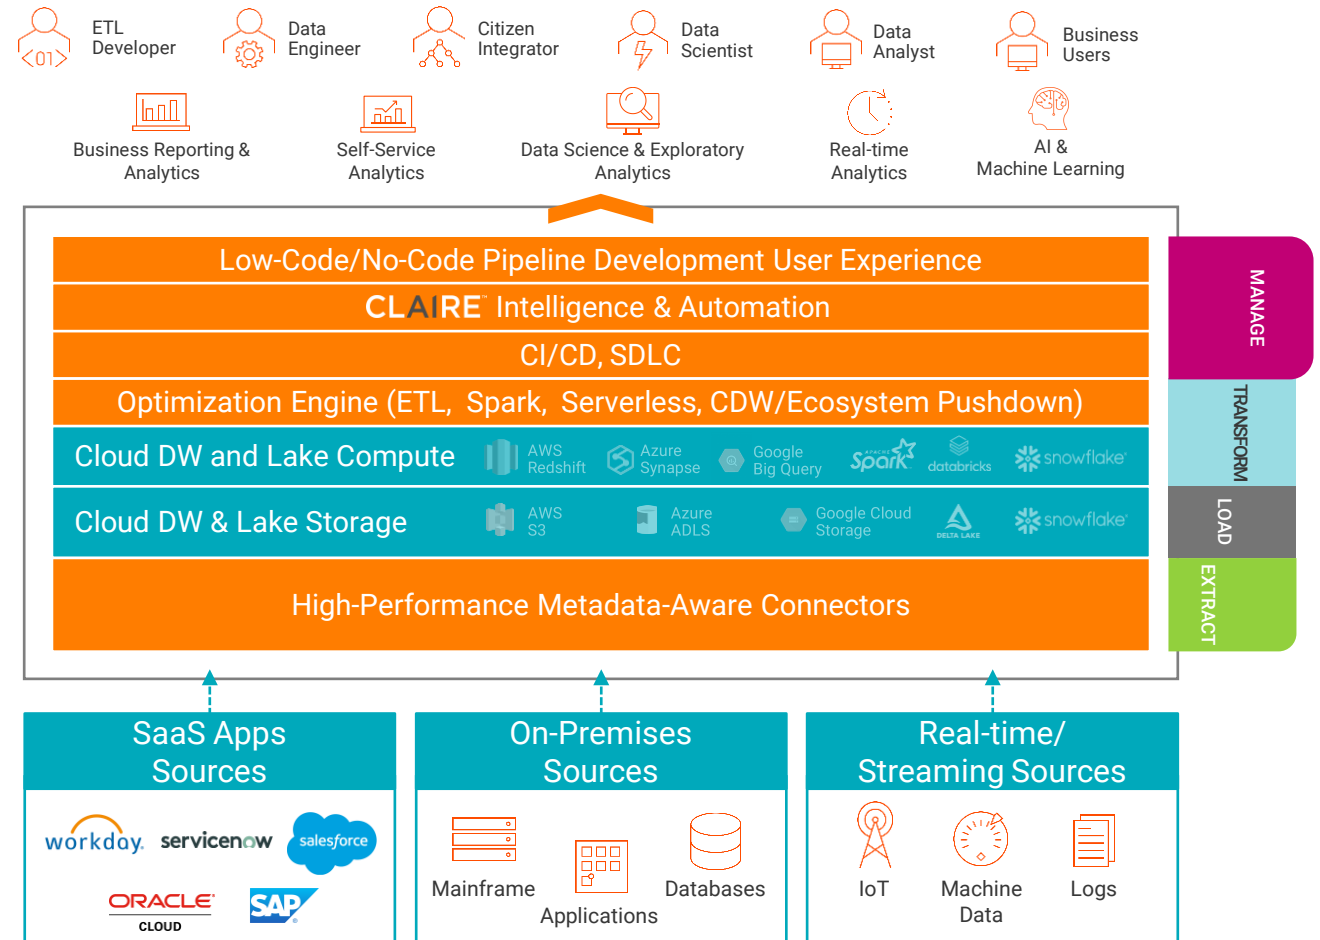 ETL
Developer
<01>
Data
Engineer
Citizen
Integrator
Data
Scientist
Data
Analyst
Business
Users
Business Reporting &
Analytics
Self-Service
Analytics
Data Science & Exploratory
Analytics
Real-time
Analytics
AI &
Machine Learning
Low-Code/No-Code Pipeline Development User Experience
CLAIRE™ Intelligence & Automation
CI/CD, SDLC
Optimization Engine (ETL, Spark, Serverless, CDW/Ecosystem Pushdown)
Cloud DW and Lake Compute
AWS
Redshift
Azure
Synapse
Google
Big Query
APACHE
Spark
databricks
snowflake
Cloud DW & Lake Storage
AWS
S3
Azure
ADLS
Google Cloud
Storage
DELTA LAKE
snowflake
High-Performance Metadata-Aware Connectors
MANAGE
TRANSFORM
LOAD
EXTRACT
SaaS Apps
Sources
workday.
servicenow
salesforce
ORACLE
CLOUD
SAP
On-Premises
Sources
Mainframe
Applications
Databases
Real-time/
Streaming Sources
IoT
Machine
Data
Logs